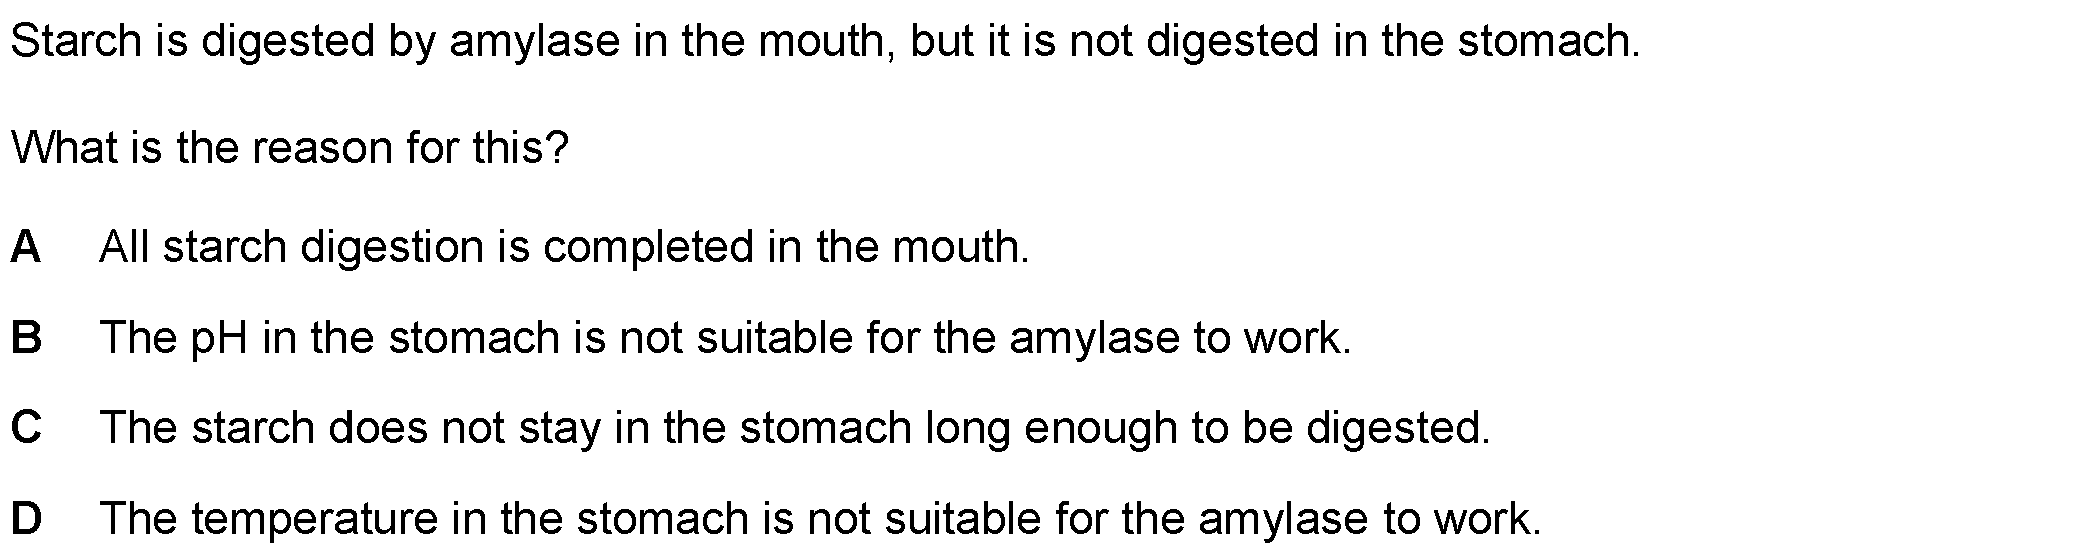 Starch is digested by amylase in the mouth, but it is not digested in the stomach.
What is the reason for this?
A All starch digestion is completed in the mouth.
B The pH in the stomach is not suitable for the amylase to work.
C The starch does not stay in the stomach long enough to be digested.
D The temperature in the stomach is not suitable for the amylase to work.